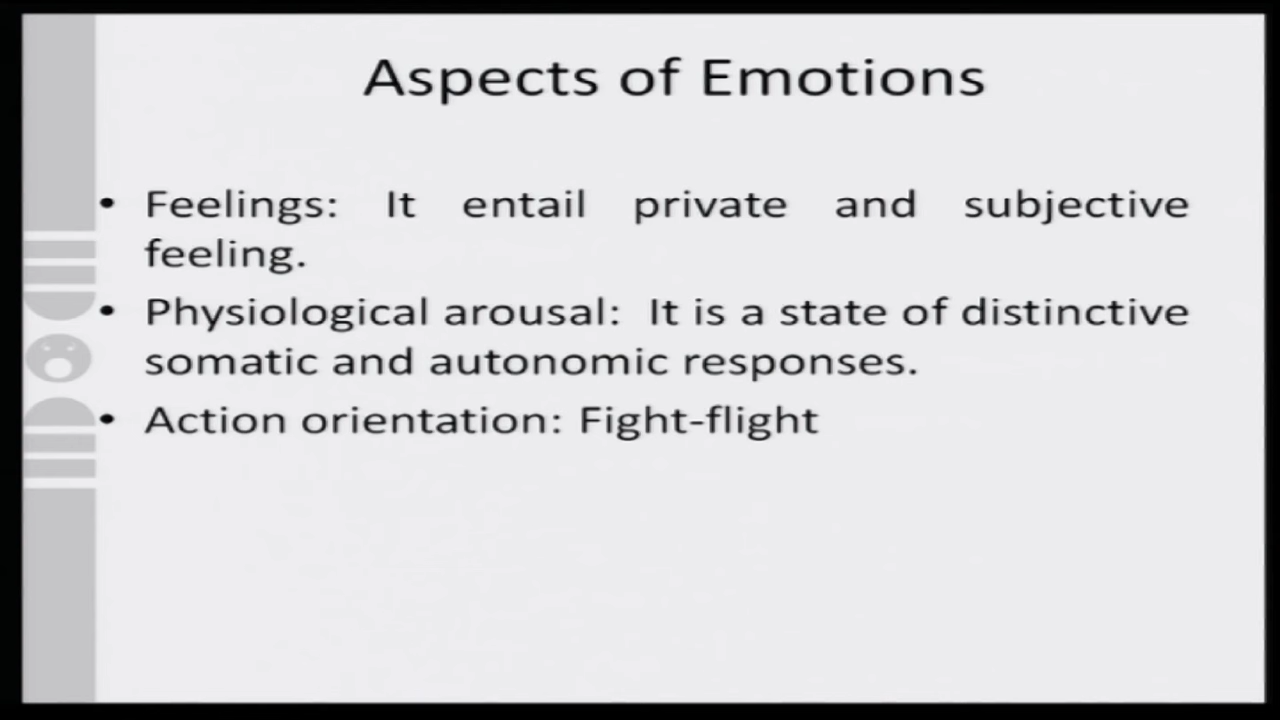 Aspects of Emotions
• Feelings: It entail private and subjective
feeling.
• Physiological arousal: It is a state of distinctive
somatic and autonomic responses.
• Action orientation: Fight-flight